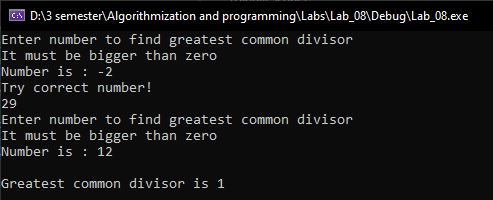 D:\3 semester\Algorithmization and programming\Labs\Lab_08\Debug\Lab_08.exe
Enter number to find greatest common divisor
It must be bigger than zero
Number is : -2
Try correct number!
29
Enter number to find greatest common divisor
It must be bigger than zero
Number is : 12
Greatest common divisor is 1